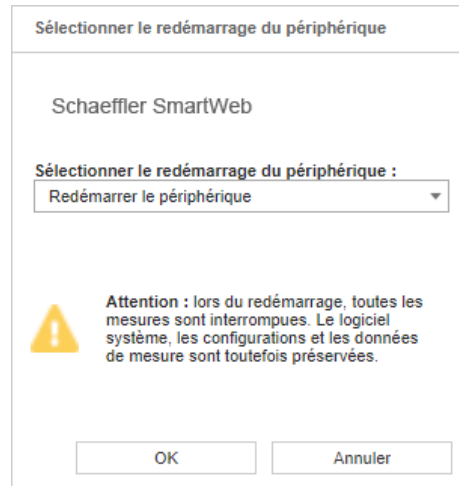 Sélectionner le redémarrage du périphérique
Schaeffler SmartWeb
Sélectionner le redémarrage du périphérique :
Redémarrer le périphérique
Attention : lors du redémarrage, toutes les
mesures sont interrompues. Le logiciel
système, les configurations et les données
de mesure sont toutefois préservées.
OK
Annuler